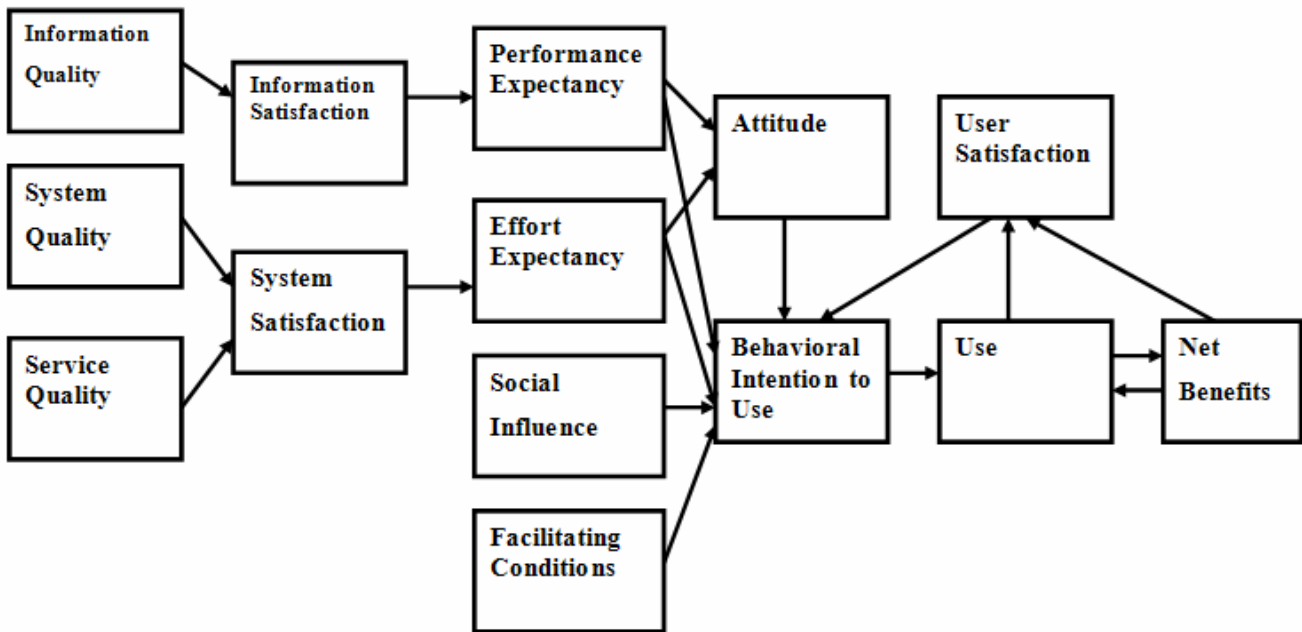 Information
Quality
Information
Satisfaction
Performance
Expectancy
Attitude
User
Satisfaction
System
Quality
System
Satisfaction
Effort
Expectancy
Service
Quality
Social
Influence
Behavioral
Intention to
Use
Use
Net
Benefits
Facilitating
Conditions